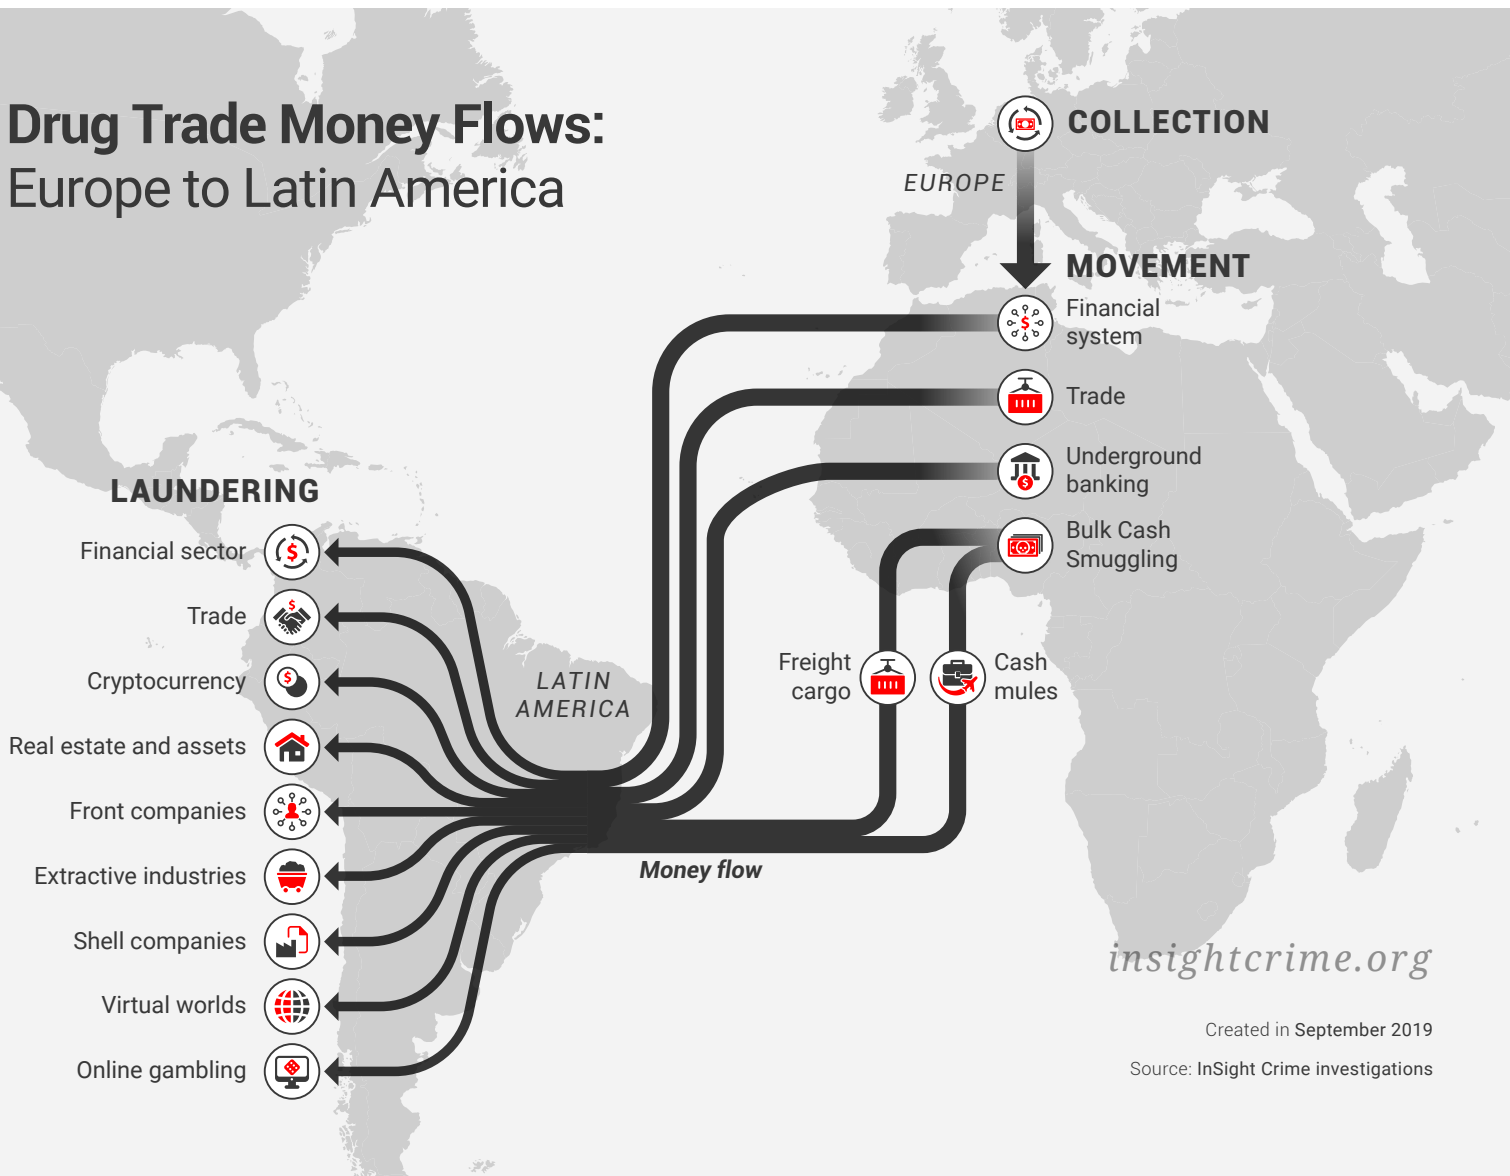 Drug Trade Money Flows:
Europe to Latin America
COLLECTION
EUROPE
MOVEMENT
Financial
system
Trade
Underground
banking
Bulk Cash
Smuggling
Freight
cargo
Cash
mules
LAUNDERING
Financial sector
Trade
Cryptocurrency
Real estate and assets
Front companies
Extractive industries
Shell companies
Virtual worlds
Online gambling
LATIN
AMERICA
Money flow
insightcrime.org
Created in September 2019
Source: InSight Crime investigations